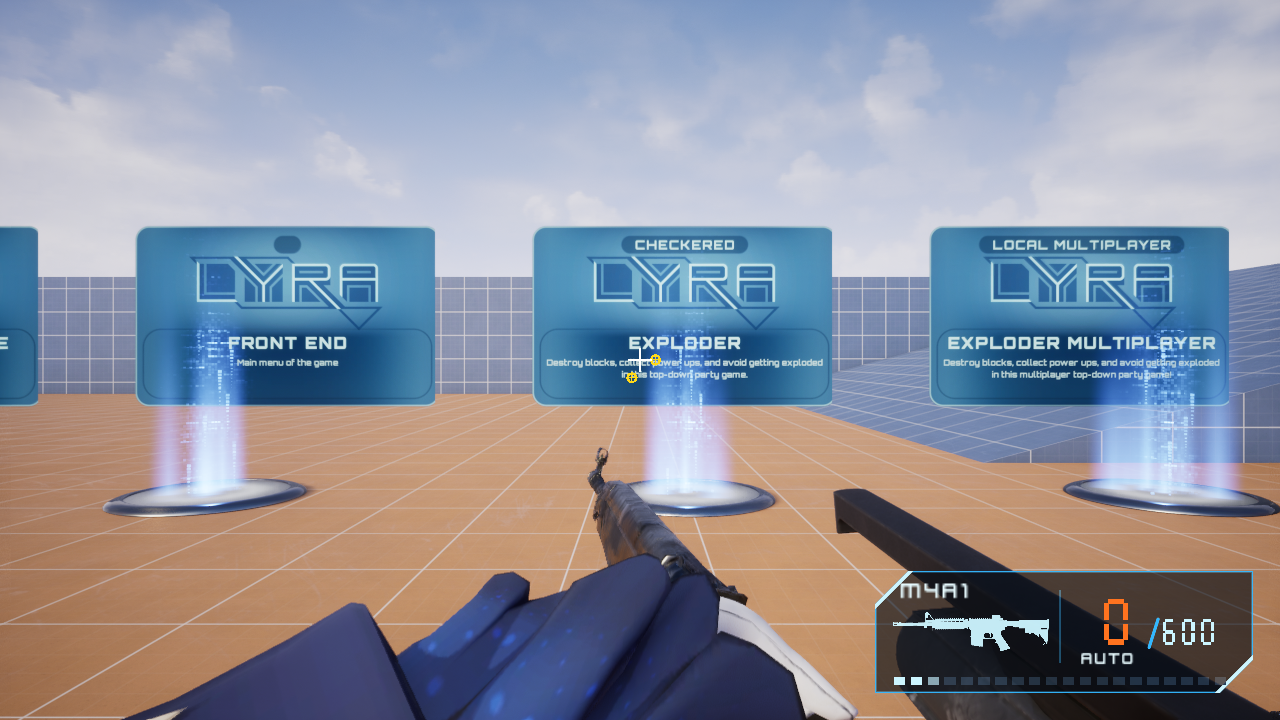 E
LYRA
FRONT END
Main menu of the game
CHECKERED
LYRA
EXPLODER
Destroy blocks, collect power ups, and avoid getting exploded
in this top-down party game.
LOCAL MULTIPLAYER
LYRA
EXPLODER MULTIPLAYER
Destroy blocks, collect power ups, and avoid getting exploded
in this multiplayer top-down party game!
M4A1
0 /600
AUTO